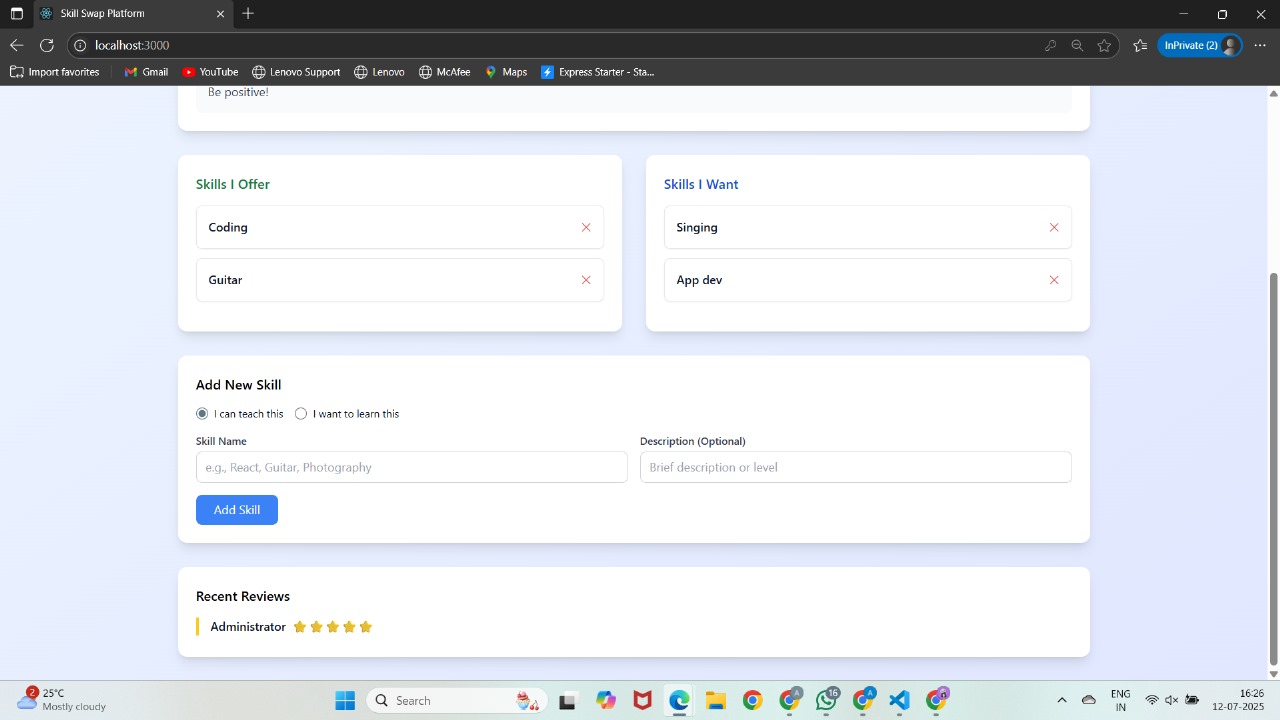 Skill Swap Platform
localhost:3000
InPrivate (2)
Import favorites
Gmail
YouTube
Lenovo Support
Lenovo
McAfee
Maps
Express Starter - Sta...
Be positive!
Skills I Offer
Coding
Guitar
Skills I Want
Singing
App dev
Add New Skill
I can teach this
I want to learn this
Skill Name
Description (Optional)
e.g., React, Guitar, Photography
Brief description or level
Add Skill
Recent Reviews
Administrator
2
25°C
Mostly cloudy
Search
A
16
A
ENG
IN
16:26
12-07-2025